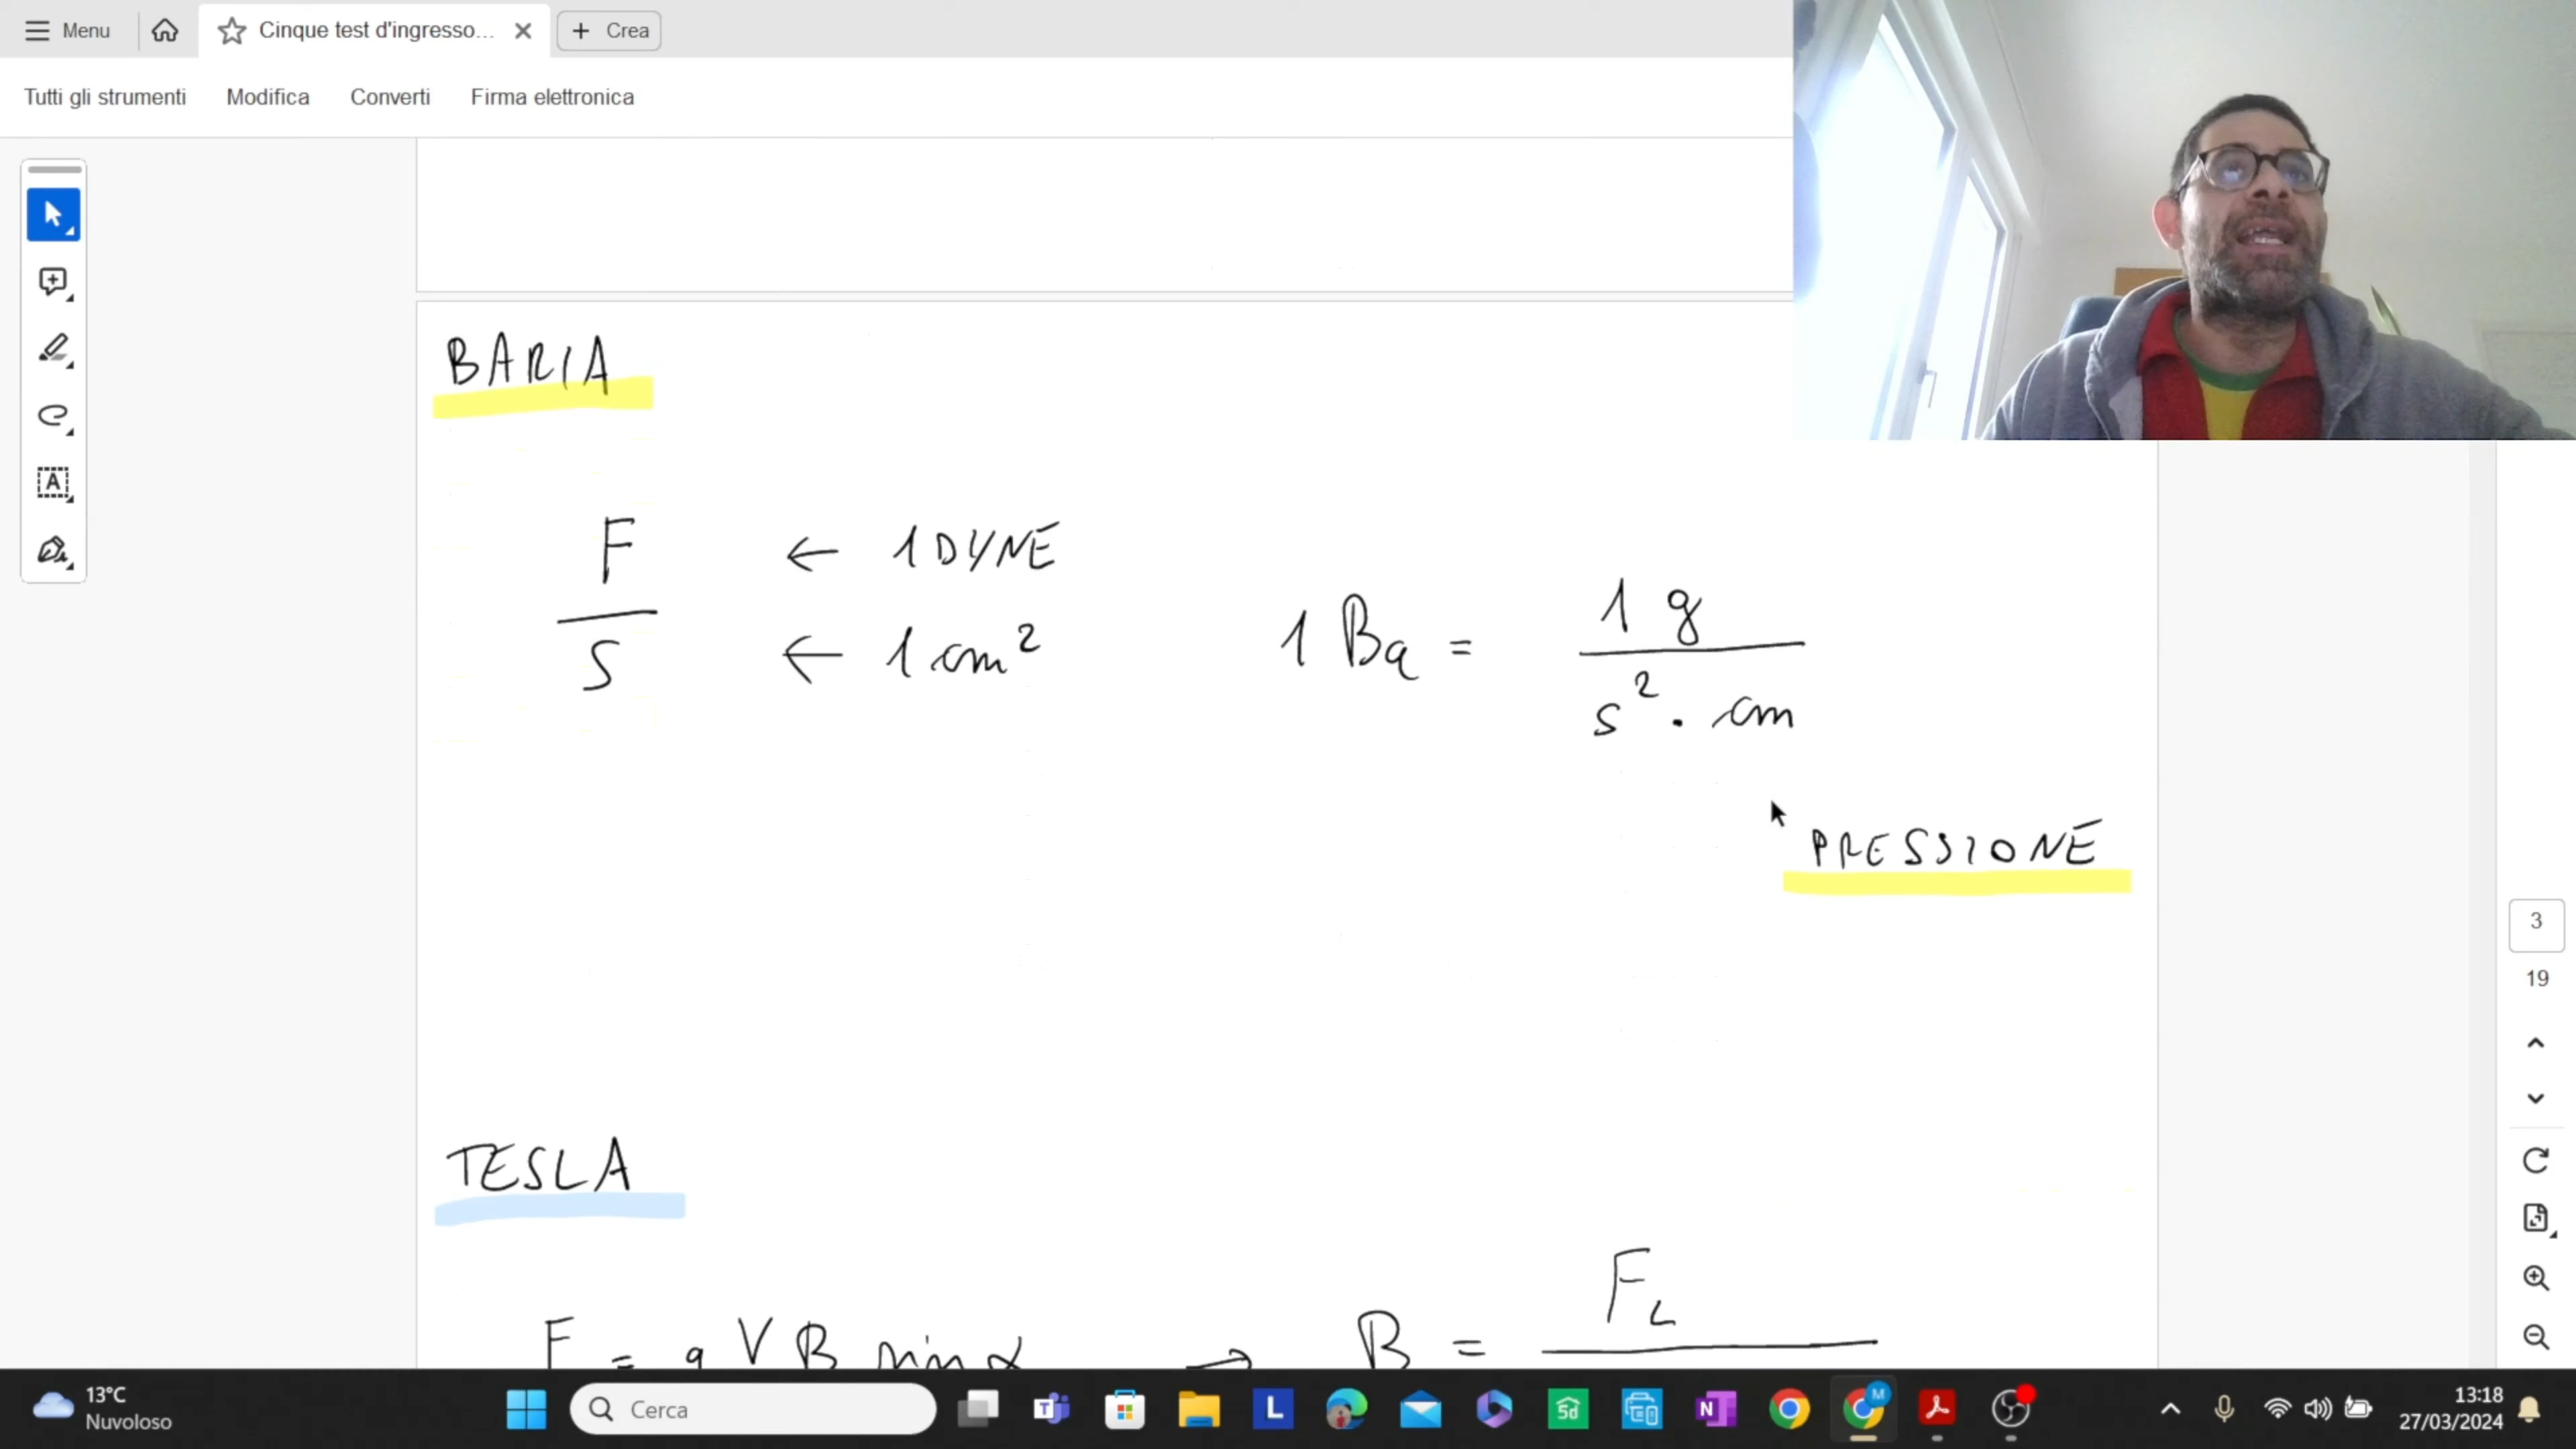 Menu
Cinque test d'ingresso...
Crea
Tutti gli strumenti
Modifica
Converti
Firma elettronica
BARIA
F ← 1 DYNE
S ← 1 cm²
1 Ba = 1 g
s² · cm
PRESSIONE
TESLA
F = q V B sin α → B = F_L
3
19
13°C
Nuvoloso
Cerca
13:18
27/03/2024